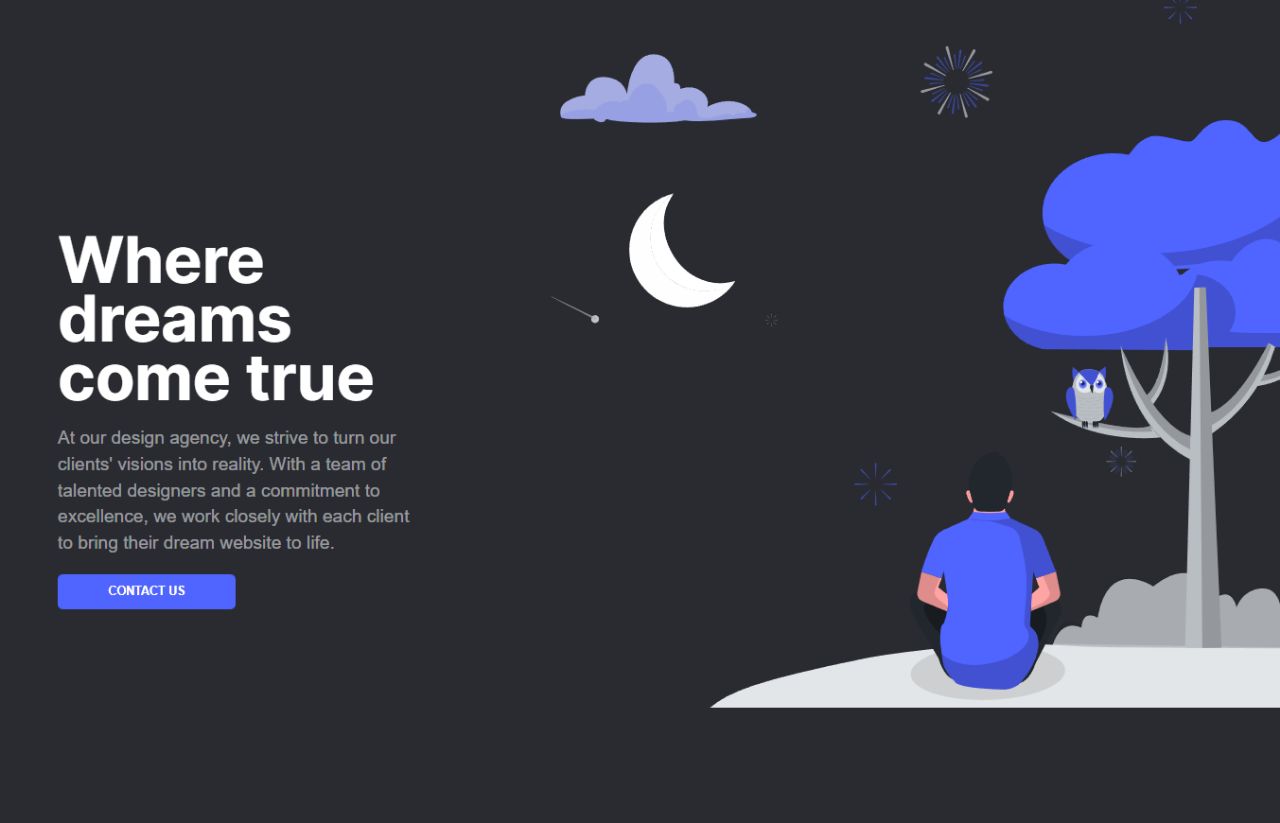 Where
dreams
come true
At our design agency, we strive to turn our
clients' visions into reality. With a team of
talented designers and a commitment to
excellence, we work closely with each client
to bring their dream website to life.
CONTACT US